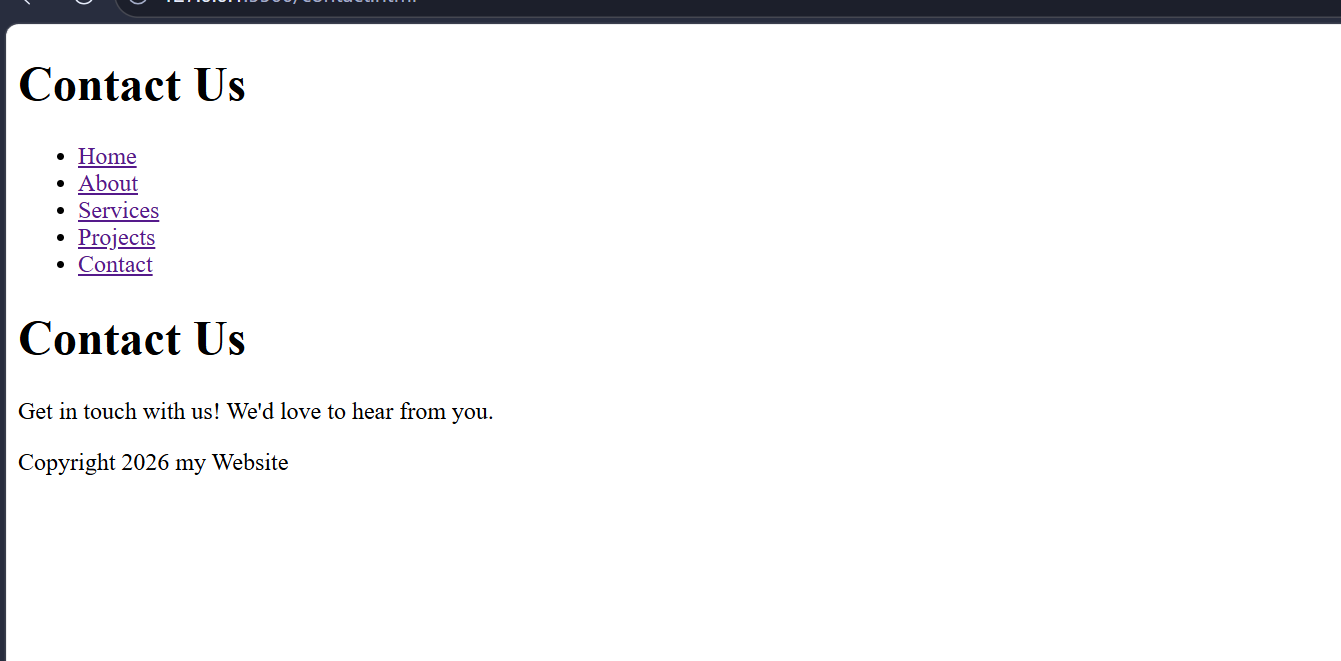 Contact Us
Home
About
Services
Projects
Contact
Contact Us
Get in touch with us! We'd love to hear from you.
Copyright 2026 my Website